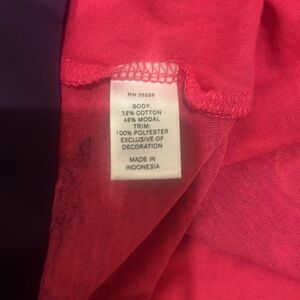 RN 55285
BODY
52% COTTON
48% MODAL
TRIM:
100% POLYESTER
EXCLUSIVE OF
DECORATION
MADE IN
INDONESIA